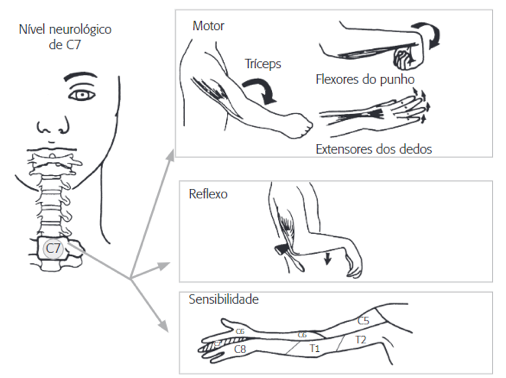 Nível neurológico
de C7
C7
Motor
Tríceps
Flexores do punho
Extensores dos dedos
Reflexo
Sensibilidade
C6
C6
C5
C8
T1
T2